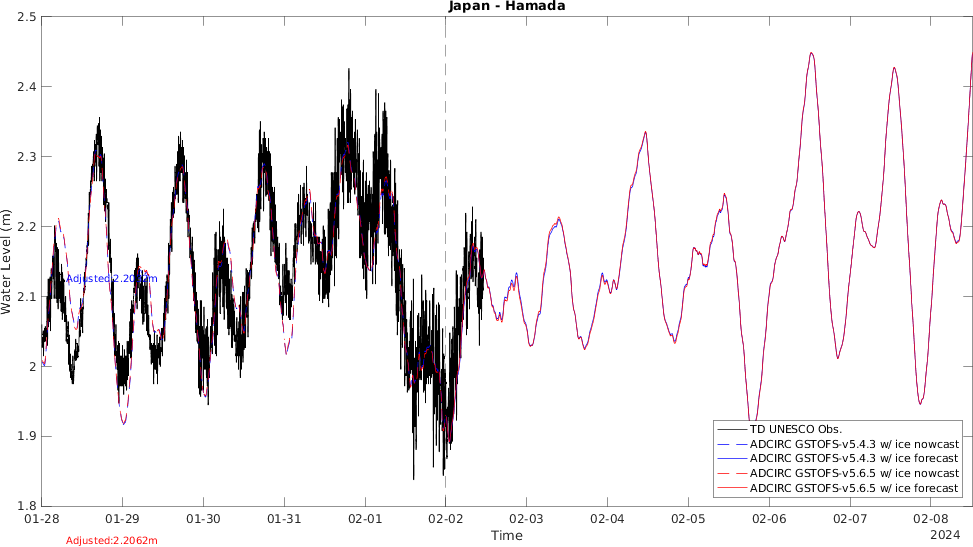 Japan - Hamada
2.5
2.4
2.3
2.2
2.1
2
1.9
1.8
Water Level (m)
TD UNESCO Obs.
ADCIRC GSTOFS-v5.4.3 w/ ice nowcast
ADCIRC GSTOFS-v5.4.3 w/ ice forecast
ADCIRC GSTOFS-v5.6.5 w/ ice nowcast
ADCIRC GSTOFS-v5.6.5 w/ ice forecast
01-28
01-29
01-30
01-31
02-01
02-02
02-03
02-04
02-05
02-06
02-07
02-08
2024
Time
Adjusted:2.2062m